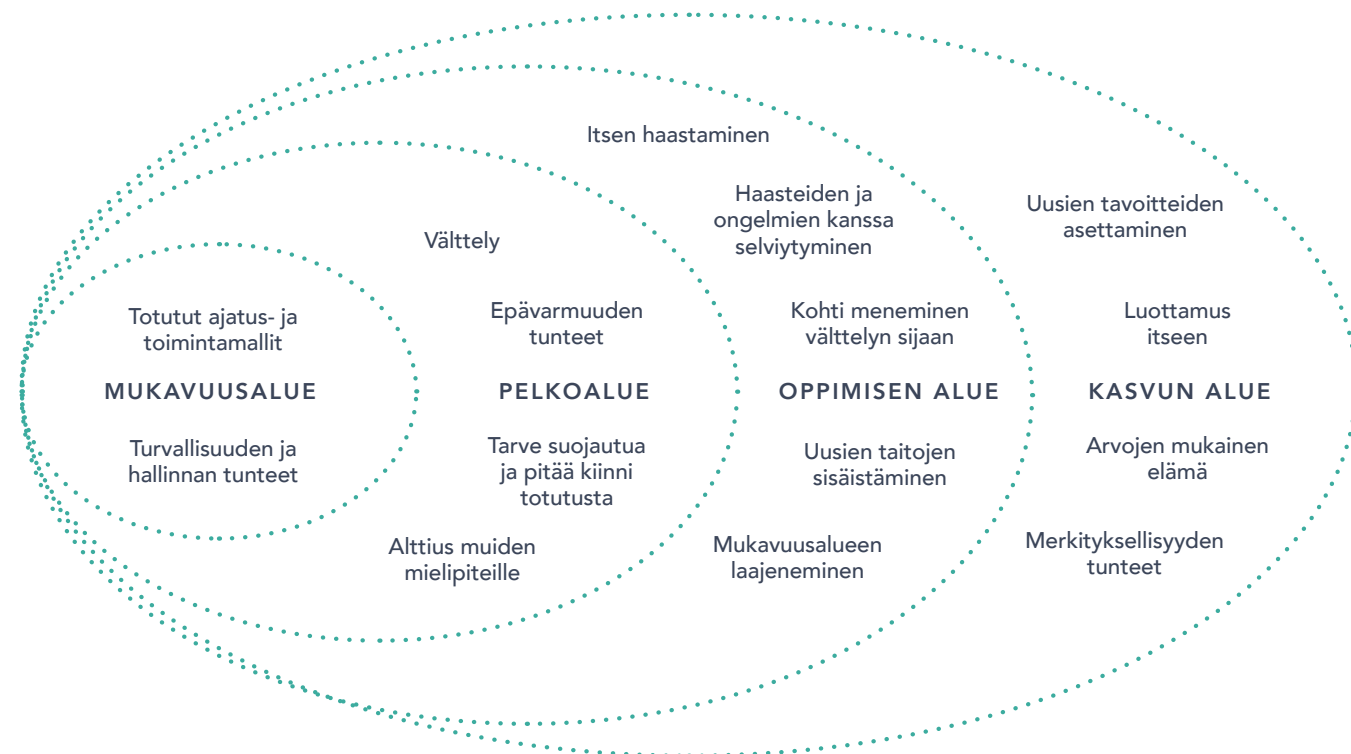 Totutut ajatus- ja
toimintamallit
MUKAVUUSALUE
Turvallisuuden ja
hallinnan tunteet
Välttely
Epävarmuuden
tunteet
PELKOALUE
Tarve suojautua
ja pitää kiinni
totutusta
Alttius muiden
mielipiteille
Itsen haastaminen
Haasteiden ja
ongelmien kanssa
selviytyminen
Kohti meneminen
välttelyn sijaan
OPPIMISEN ALUE
Uusien taitojen
sisäistäminen
Mukavuusalueen
laajeneminen
Uusien tavoitteiden
asettaminen
Luottamus
itseen
KASVUN ALUE
Arvojen mukainen
elämä
Merkityksellisyyden
tunteet